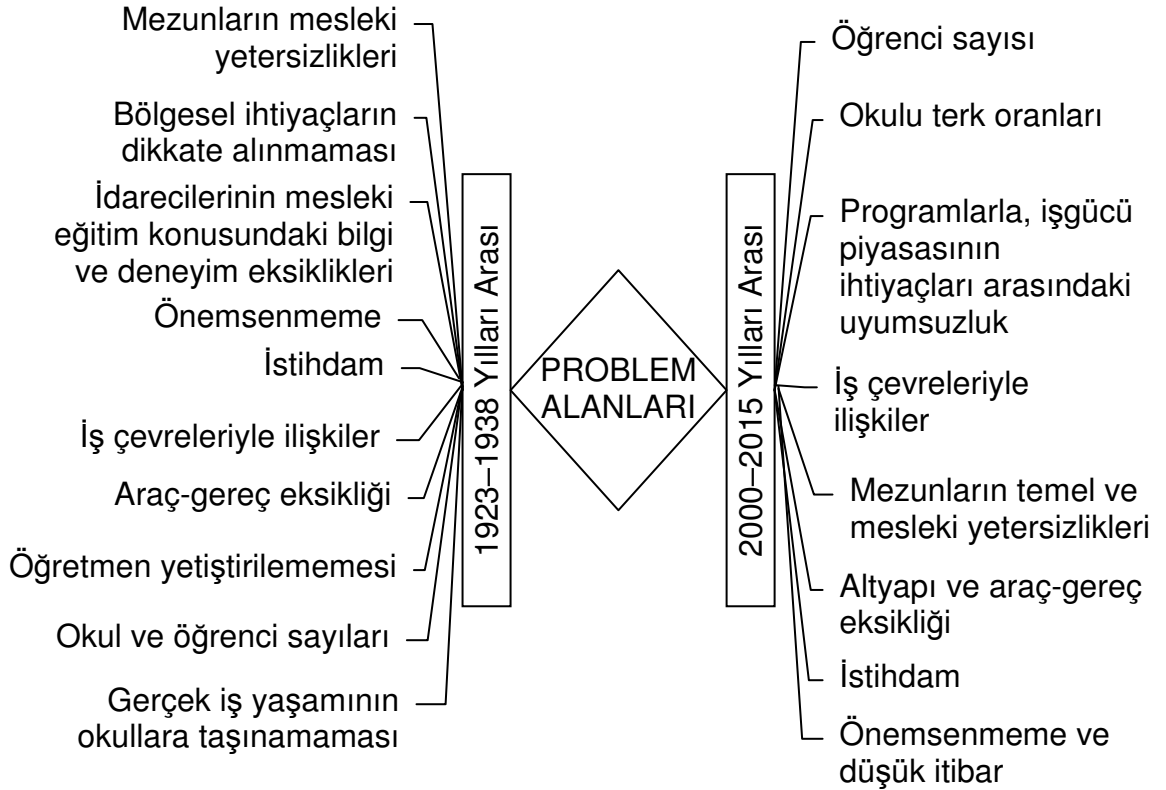 Mezunların mesleki
yetersizlikleri
Bölgesel ihtiyaçların
dikkate alınmaması
İdarecilerinin mesleki
eğitim konusundaki bilgi
ve deneyim eksiklikleri
Önemsenmeme
İstihdam
İş çevreleriyle ilişkiler
Araç-gereç eksikliği
Öğretmen yetiştirilememesi
Okul ve öğrenci sayıları
Gerçek iş yaşamının
okullara taşınamaması
1923–1938 Yılları Arası
PROBLEM
ALANLARI
2000–2015 Yılları Arası
Öğrenci sayısı
Okulu terk oranları
Programlarla, işgücü
piyasasının
ihtiyaçları arasındaki
uyumsuzluk
İş çevreleriyle
ilişkiler
Mezunların temel ve
mesleki yetersizlikleri
Altyapı ve araç-gereç
eksikliği
İstihdam
Önemsenmeme ve
düşük itibar